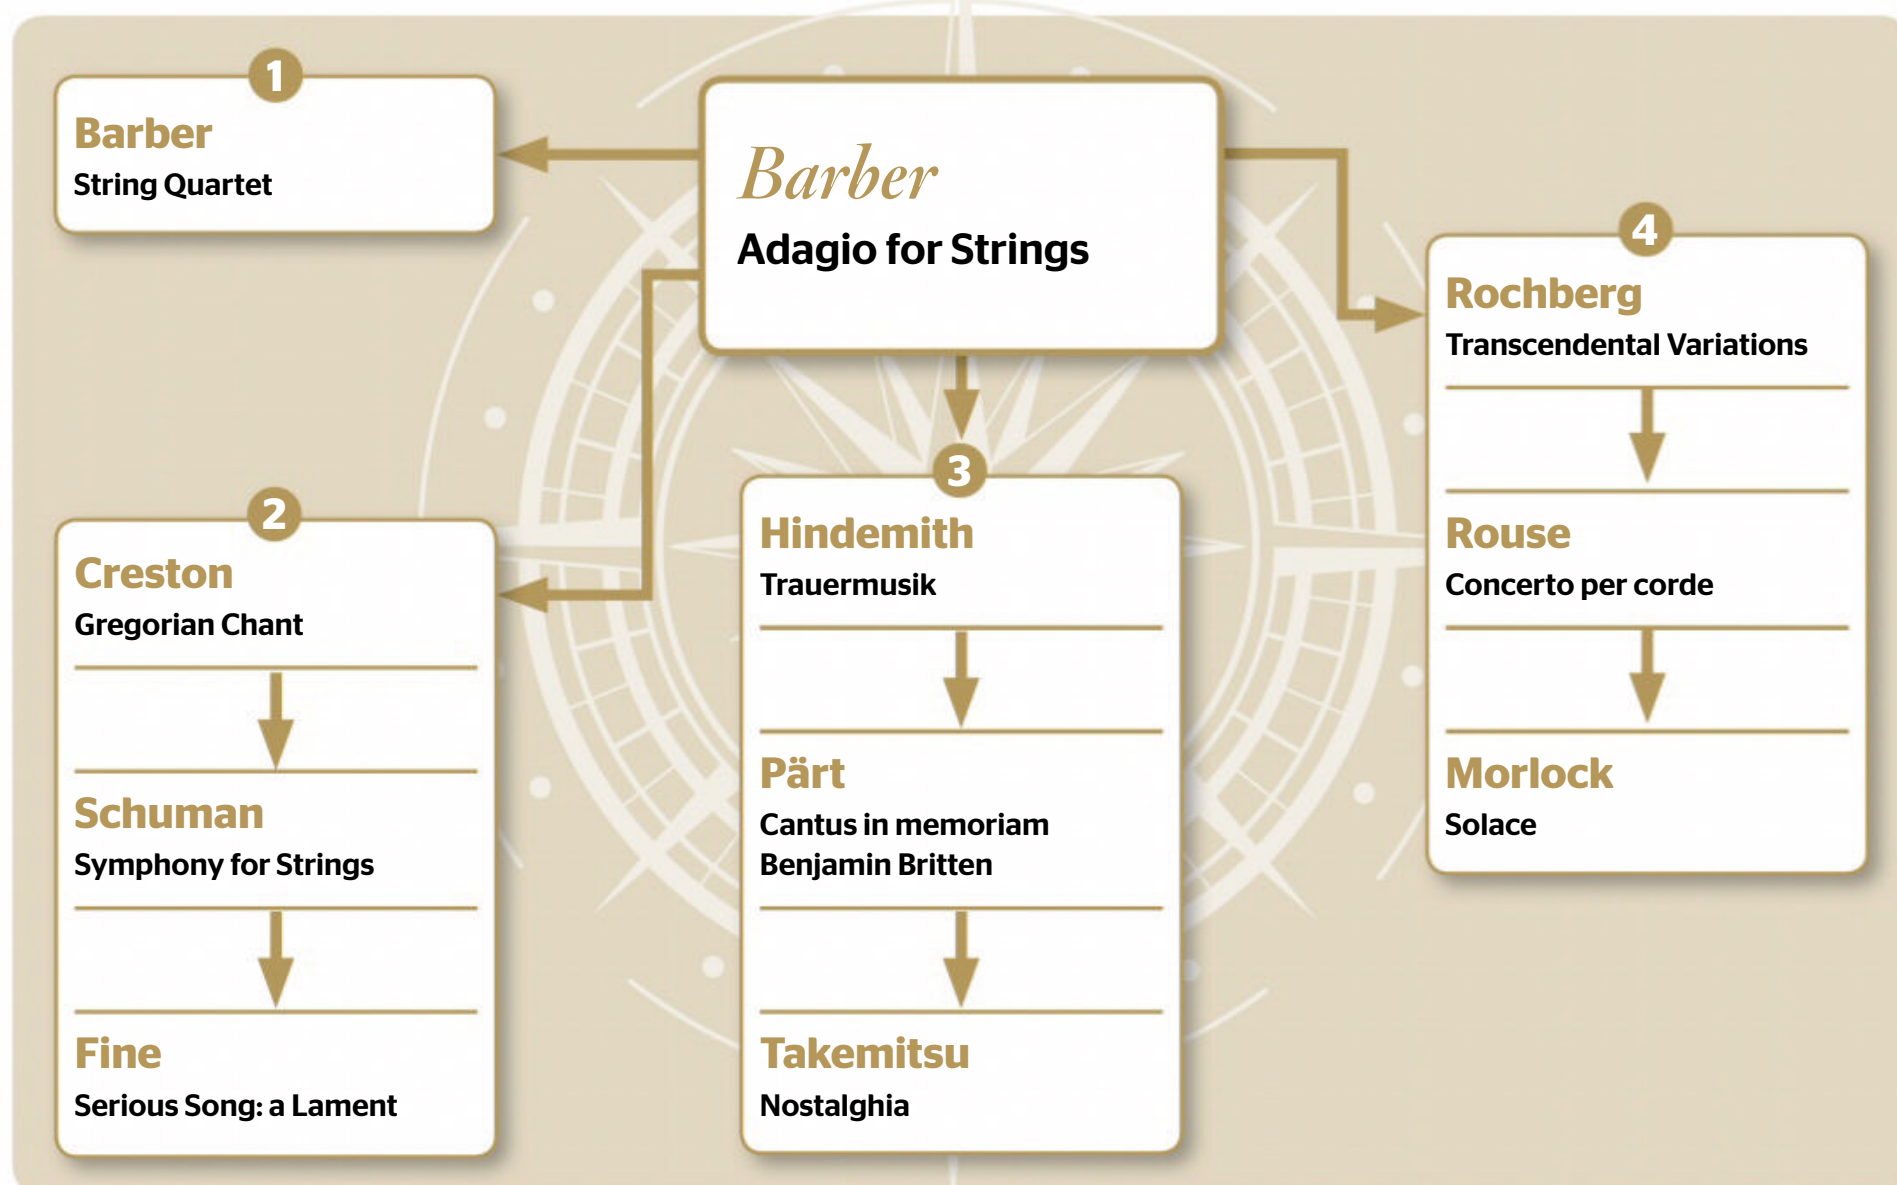 Barber
Adagio for Strings
1
Barber
String Quartet
2
Creston
Gregorian Chant
Schuman
Symphony for Strings
Fine
Serious Song: a Lament
3
Hindemith
Trauermusik
Pärt
Cantus in memoriam
Benjamin Britten
Takemitsu
Nostalghia
4
Rochberg
Transcendental Variations
Rouse
Concerto per corde
Morlock
Solace